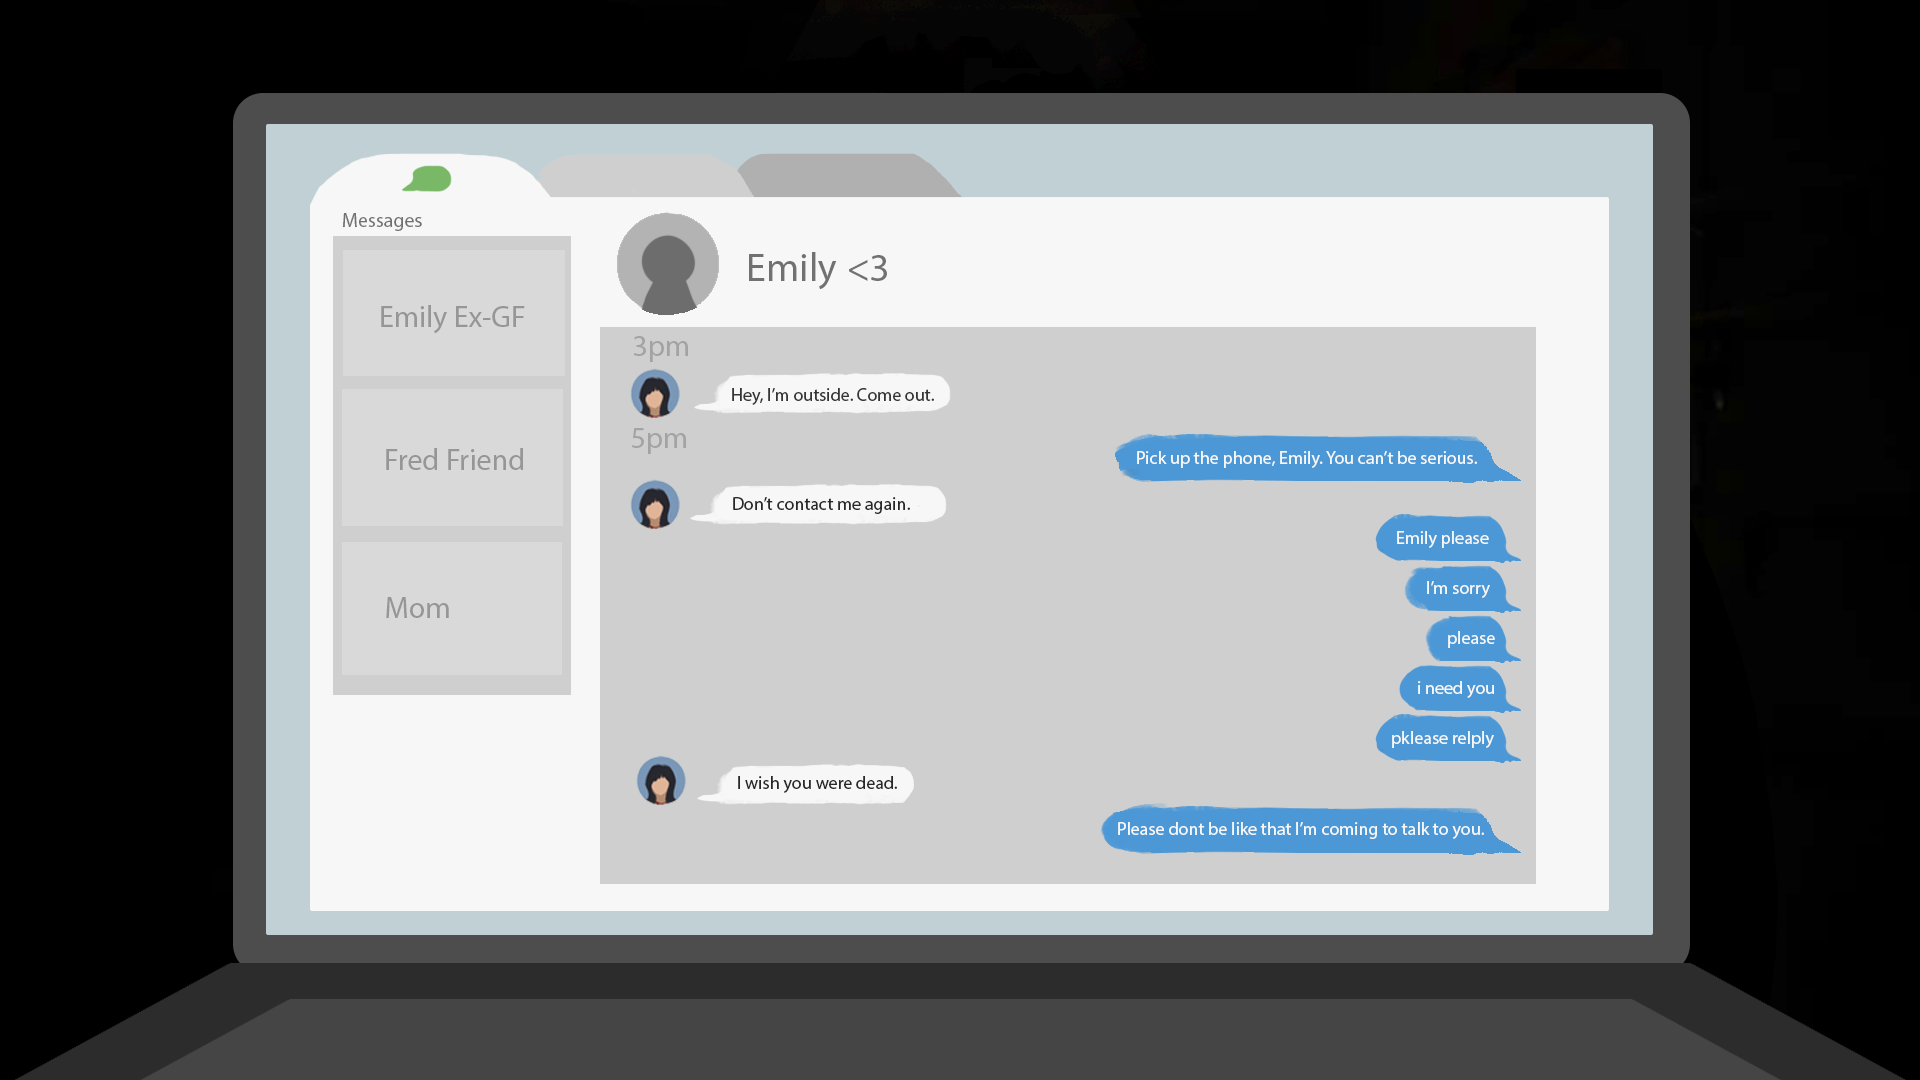 Messages
Emily Ex-GF
Fred Friend
Mom
Emily <3
3pm
Hey, I'm outside. Come out.
5pm
Pick up the phone, Emily. You can't be serious.
Don't contact me again.
Emily please
I'm sorry
please
i need you
pklease relply
I wish you were dead.
Please dont be like that I'm coming to talk to you.